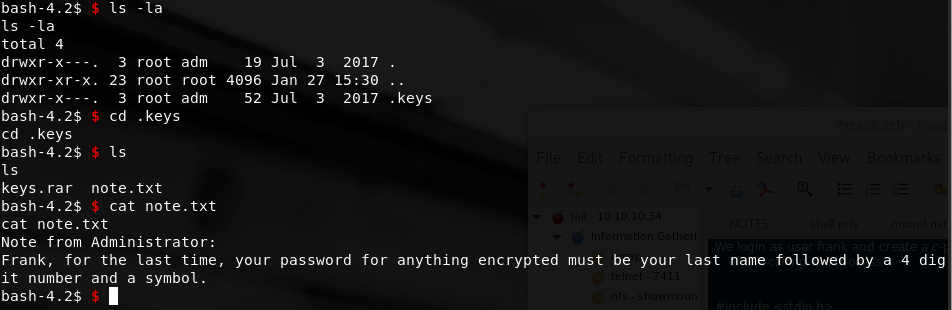 bash-4.2$ $ ls -la
ls -la
total 4
drwxr-x---.  3 root adm    19 Jul  3  2017 .
drwxr-xr-x. 23 root root 4096 Jan 27 15:30 ..
drwxr-x---.  3 root adm    52 Jul  3  2017 .keys
bash-4.2$ $ cd .keys
cd .keys
bash-4.2$ $ ls
ls
keys.rar  note.txt
bash-4.2$ $ cat note.txt
cat note.txt
Note from Administrator:
Frank, for the last time, your password for anything encrypted must be your last name followed by a 4 dig
it number and a symbol.
bash-4.2$ $
*track.ctb - /root
File Edit Formatting Tree Search View Bookmarks
Jail - 10.10.10.34
Information Gatheri
telnet - 7411
nfs - showmoun
NOTES shell priv mount nsf
We login as user frank and create a c-p
#include <stdio.h>